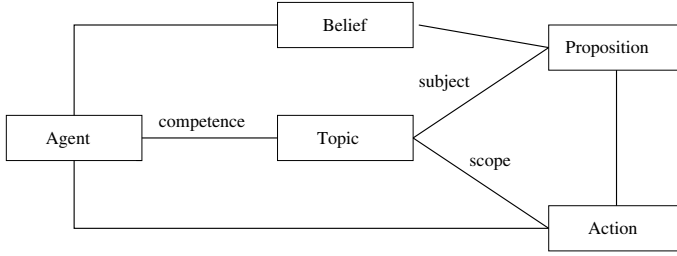 Belief
Proposition
subject
competence
Agent
Topic
scope
Action